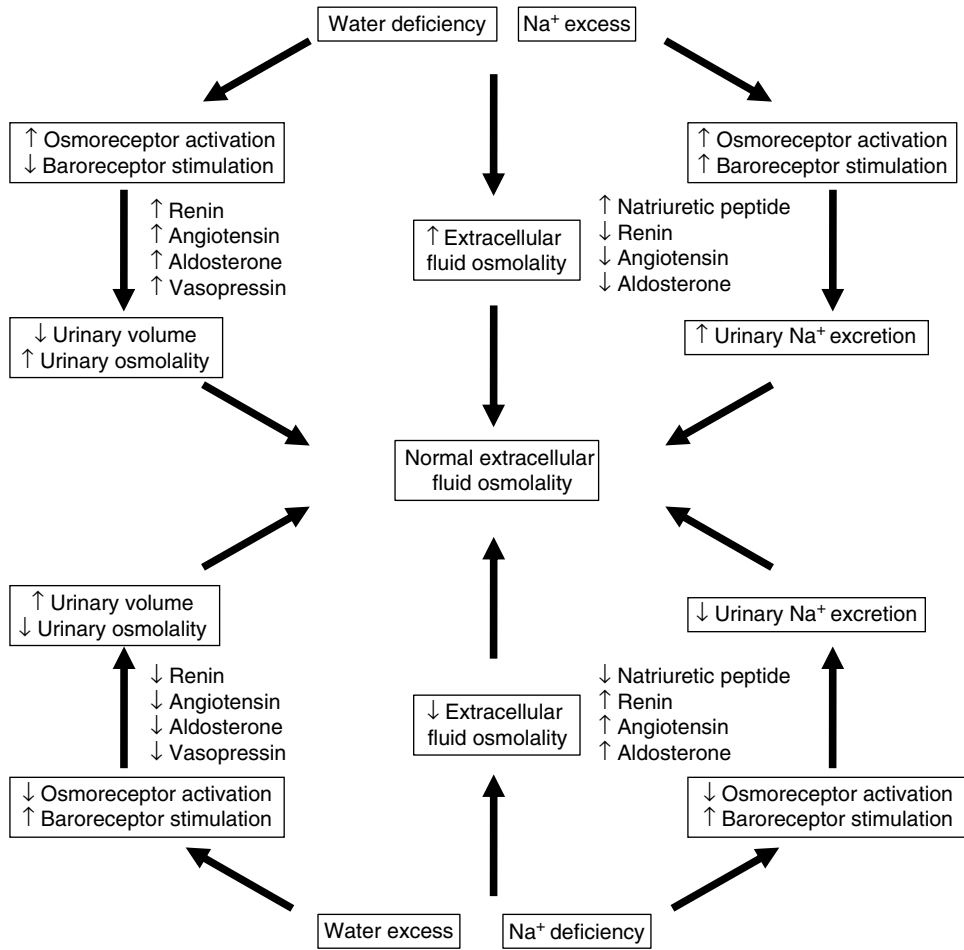 Water deficiency
Na⁺ excess
↑ Osmoreceptor activation
↓ Baroreceptor stimulation
↑ Osmoreceptor activation
↑ Baroreceptor stimulation
↑ Renin
↑ Angiotensin
↑ Aldosterone
↑ Vasopressin
↑ Extracellular
fluid osmolality
↑ Natriuretic peptide
↓ Renin
↓ Angiotensin
↓ Aldosterone
↓ Urinary volume
↑ Urinary osmolality
↑ Urinary Na⁺ excretion
Normal extracellular
fluid osmolality
↑ Urinary volume
↓ Urinary osmolality
↓ Urinary Na⁺ excretion
↓ Renin
↓ Angiotensin
↓ Aldosterone
↓ Vasopressin
↓ Extracellular
fluid osmolality
↓ Natriuretic peptide
↑ Renin
↑ Angiotensin
↑ Aldosterone
↓ Osmoreceptor activation
↑ Baroreceptor stimulation
↓ Osmoreceptor activation
↑ Baroreceptor stimulation
Water excess
Na⁺ deficiency